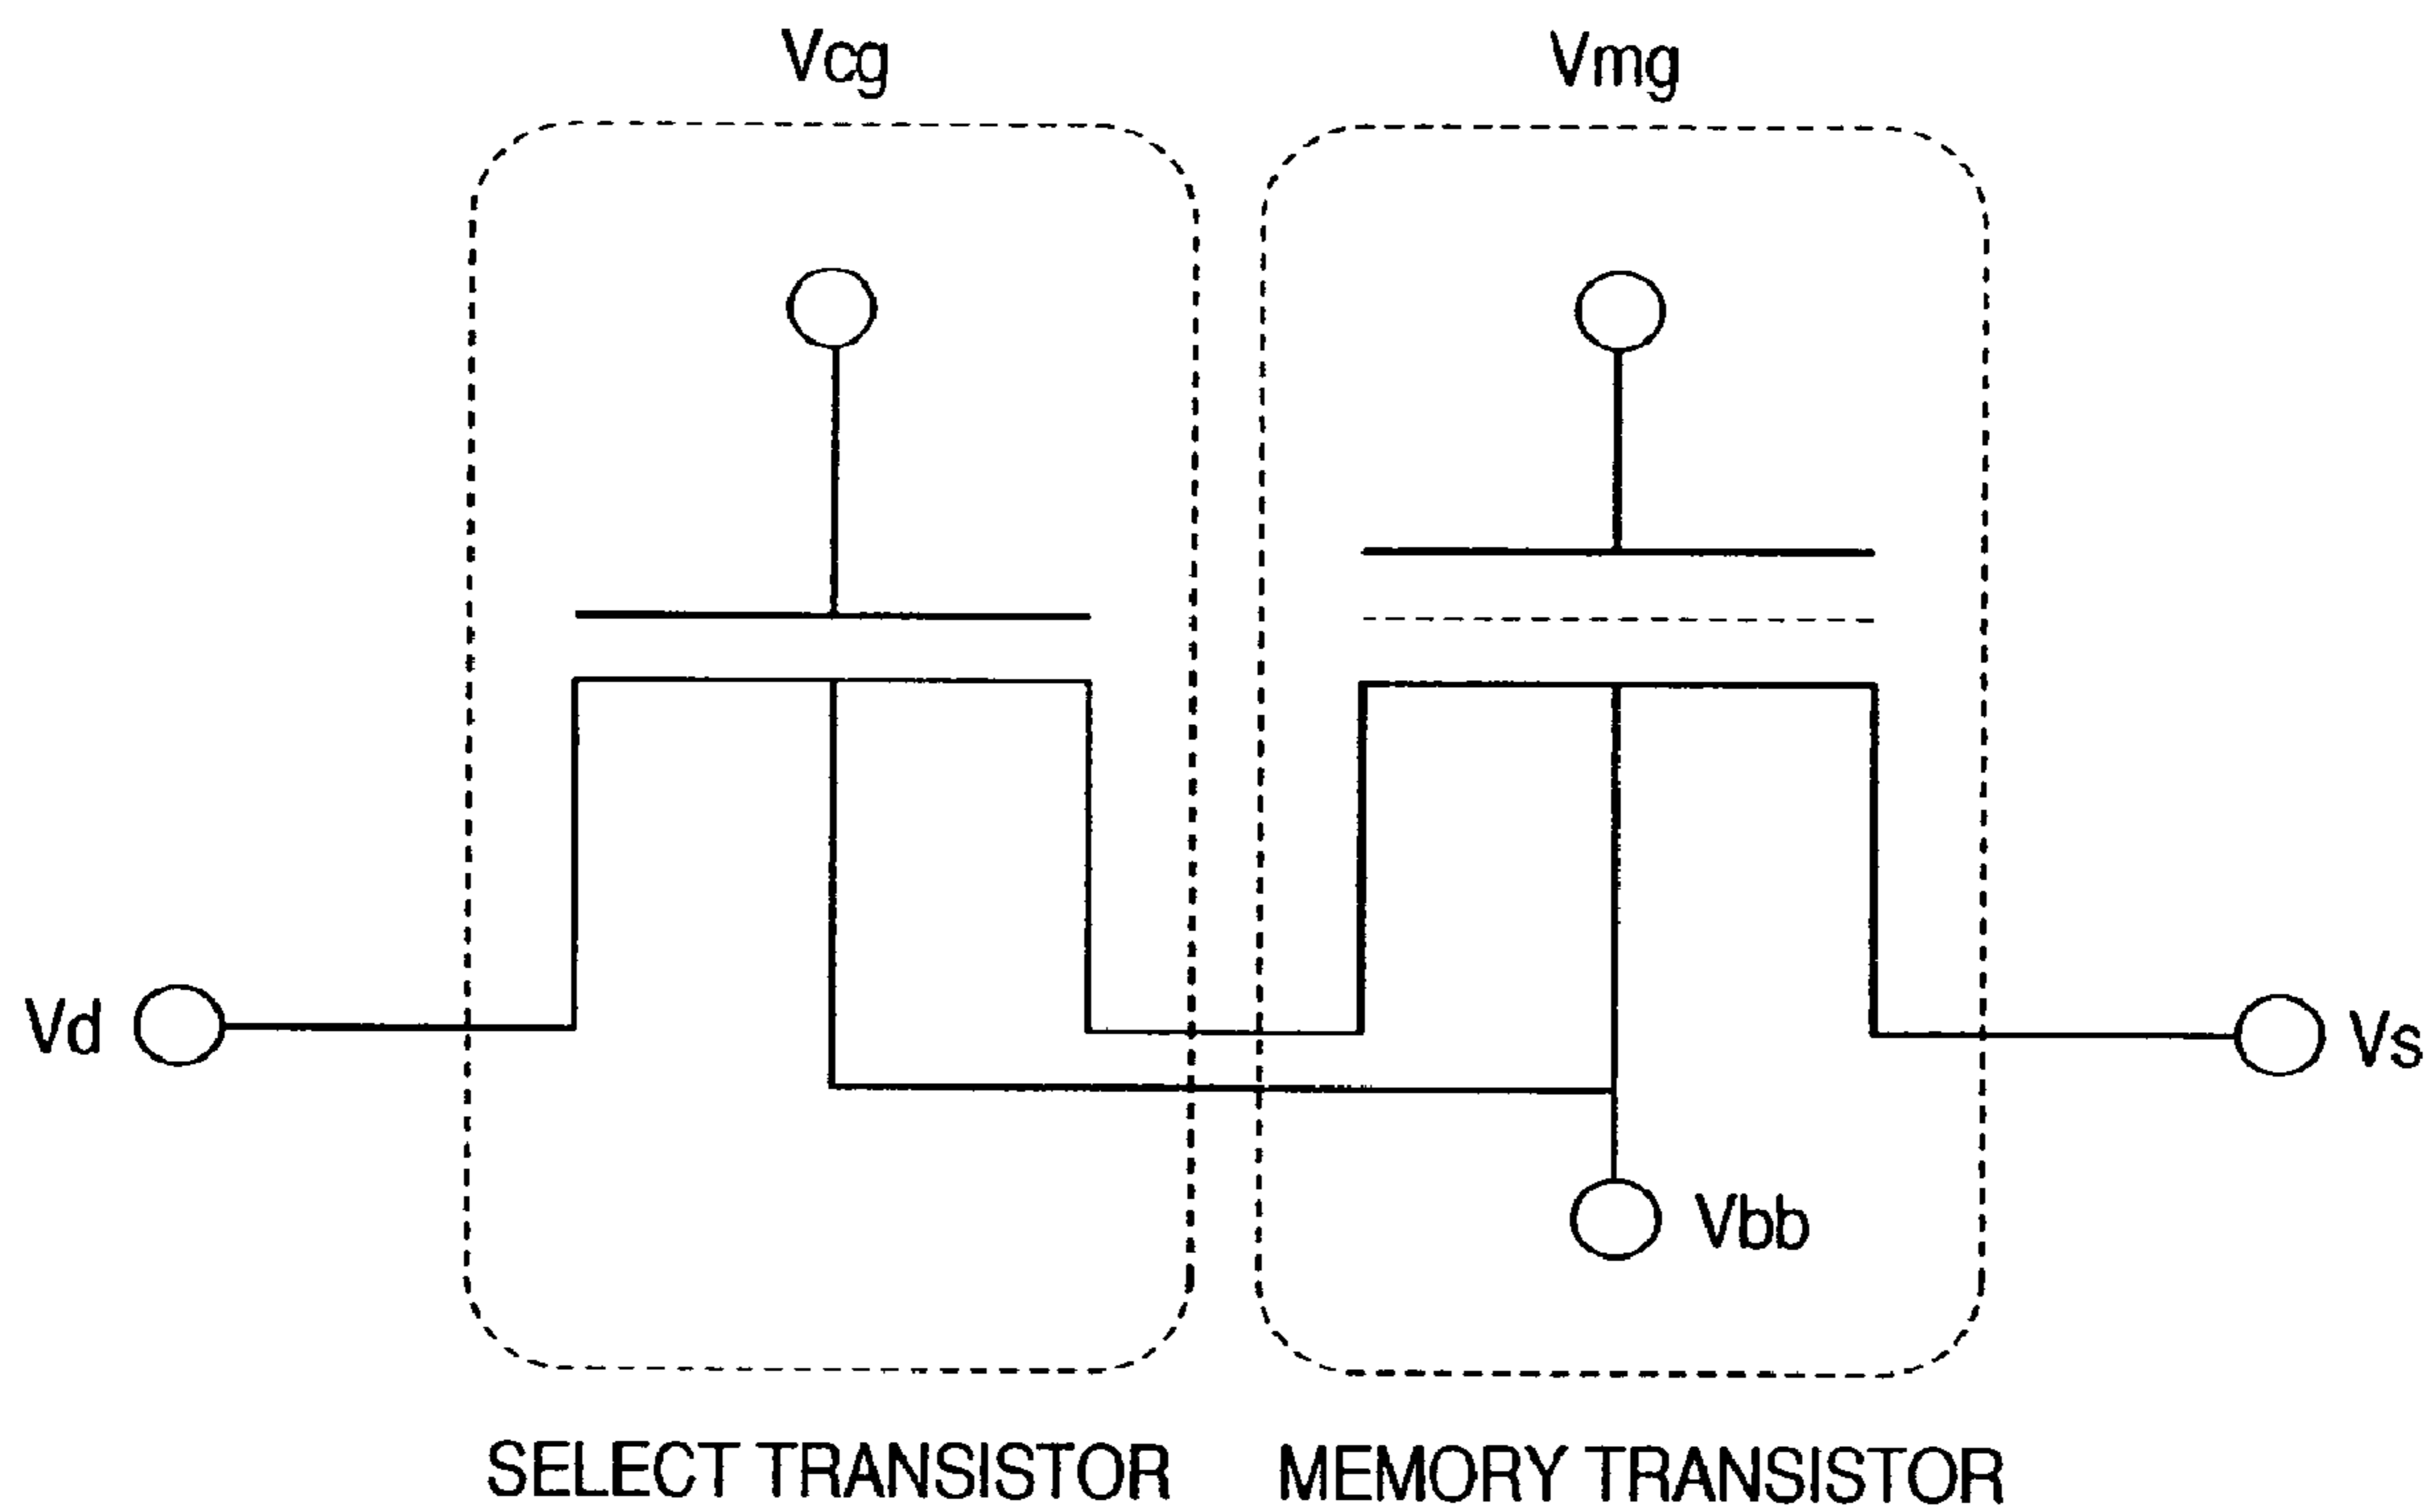 Vcg
Vmg
Vd
Vs
Vbb
SELECT TRANSISTOR
MEMORY TRANSISTOR